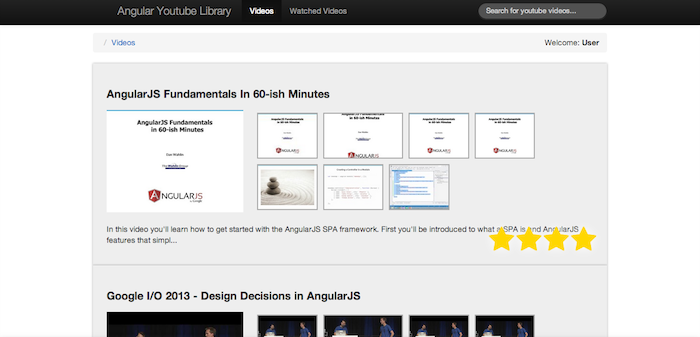 Angular Youtube Library Videos Watched Videos Search for youtube videos...
/ Videos Welcome: User
AngularJS Fundamentals In 60-ish Minutes
AngularJS Fundamentals
in 60-ish Minutes
Dan Wahlin
ANGULARJS
In this video you'll learn how to get started with the AngularJS SPA framework. First you'll be introduced to what a SPA is and AngularJS
features that simpl...
Google I/O 2013 - Design Decisions in AngularJS